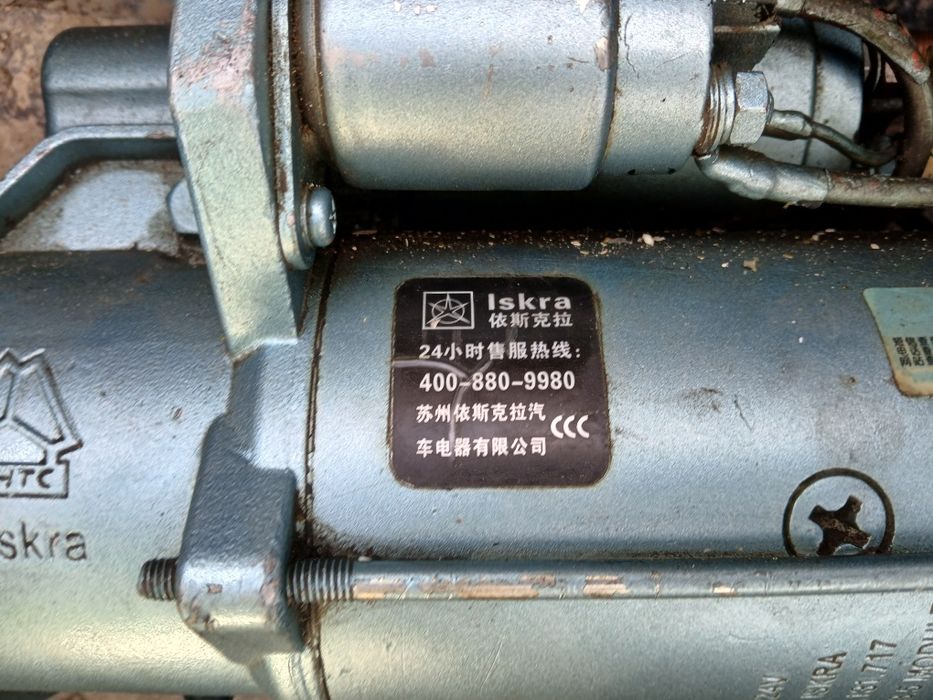 Iskra
依斯克拉
24小时售服热线:
400-880-9980
苏州依斯克拉汽
车电器有限公司
CCC
HTC
skra
717